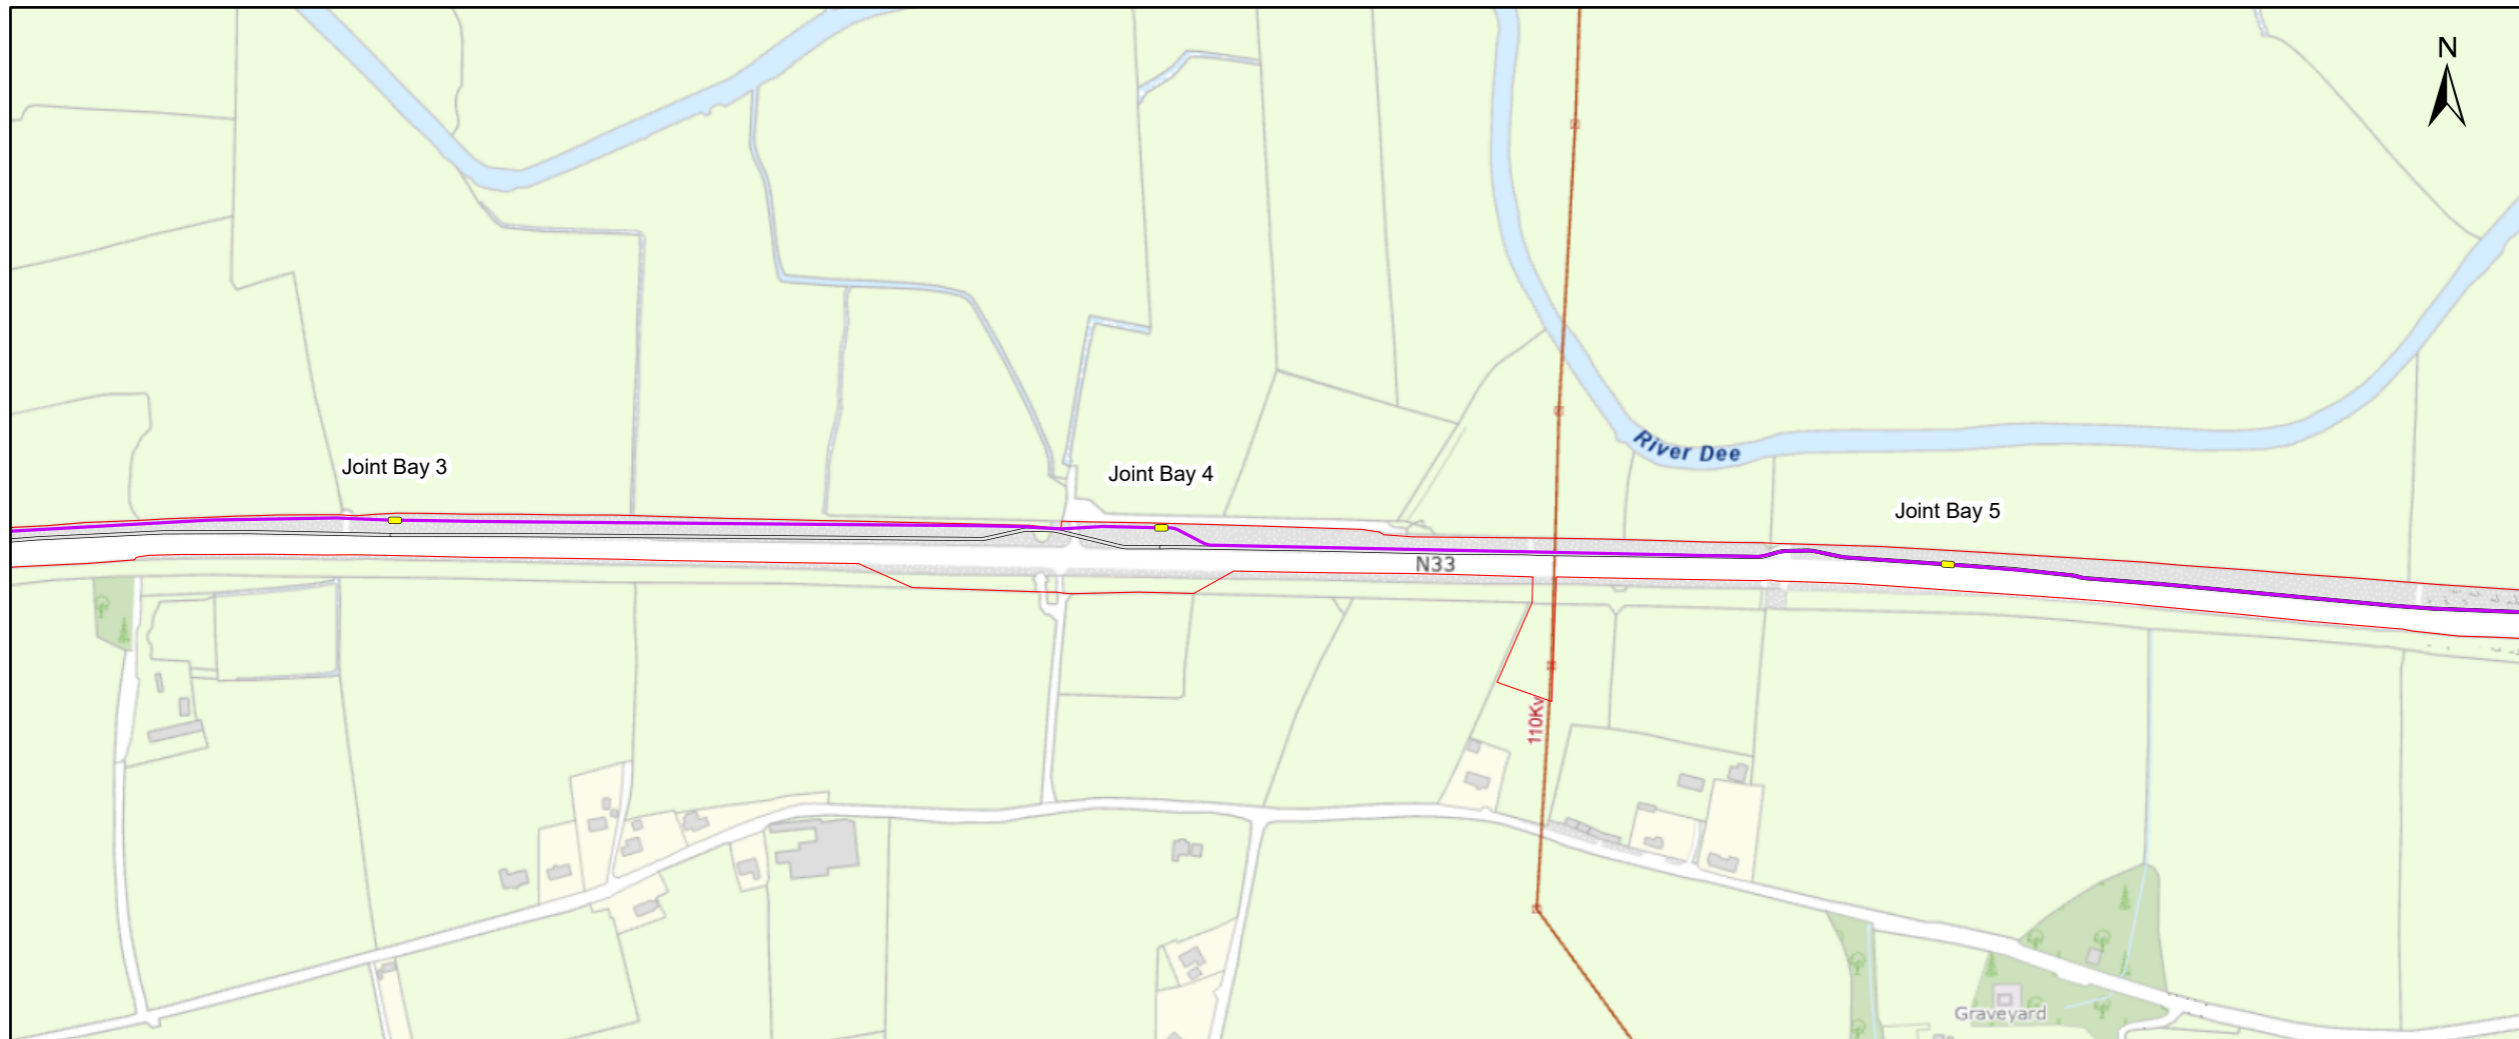 N
River Dee
Joint Bay 3
Joint Bay 4
Joint Bay 5
N33
110Kv
Graveyard